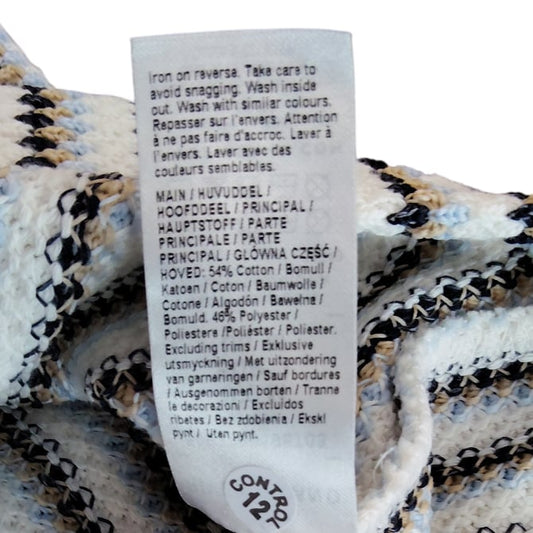 Iron on reverse. Take care to
avoid snagging. Wash inside
out. Wash with similar colours.
Repasser sur l'envers. Attention
à ne pas faire d'accroc. Laver à
l'envers. Laver avec des
couleurs semblables.
MAIN / HUVUDDEL /
HOOFDDEEL / PRINCIPAL /
HAUPTSTOFF / PARTE
PRINCIPALE / PARTE
PRINCIPAL / GŁÓWNA CZĘŚĆ /
HOVED: 54% Cotton / Bomull /
Katoen / Coton / Baumwolle /
Cotone / Algodón / Bawełna /
Bomuld. 46% Polyester /
Poliestere /Poliéster / Poliester.
Excluding trims / Exklusive
utsmyckning / Met uitzondering
van garneringen / Sauf bordures
/ Ausgenommen borten / Tranne
le decorazioni / Excluidos
ribetes / Bez zdobienia / Ekskl
pynt / Uten pynt.
CONTROL
12